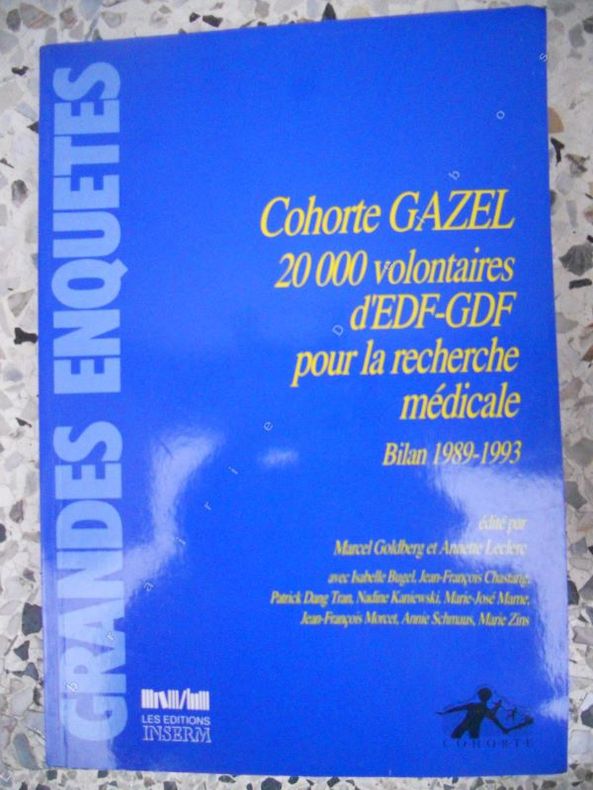 GRANDES ENQUETES
Cohorte GAZEL
20 000 volontaires
d'EDF-GDF
pour la recherche
médicale
Bilan 1989-1993
édité par
Marcel Goldberg et Annette Leclerc
avec Isabelle Bugel, Jean-François Chastang,
Patrick Dang Tran, Nadine Kaniewski, Marie-José Marne,
Jean-François Morcet, Annie Schmaus, Marie Zins
LES EDITIONS
INSERM
COHORTE